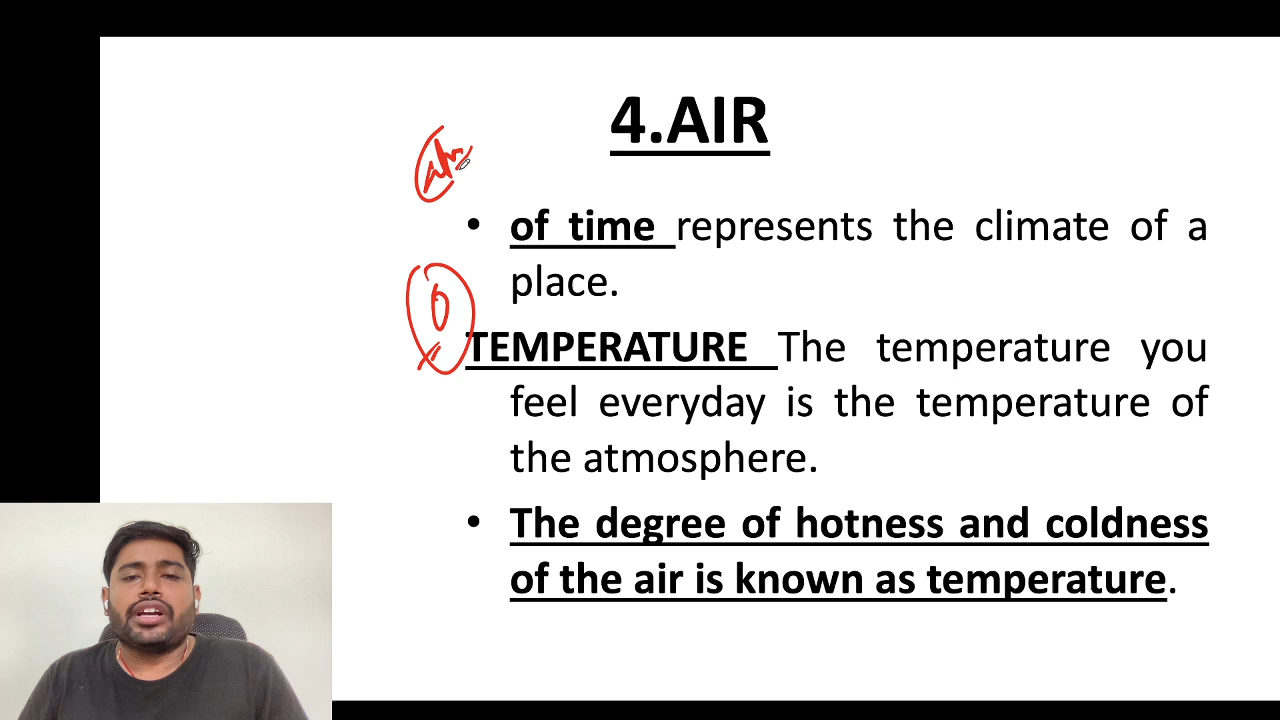 4.AIR
• of time represents the climate of a
place.
TEMPERATURE The temperature you
feel everyday is the temperature of
the atmosphere.
• The degree of hotness and coldness
of the air is known as temperature.